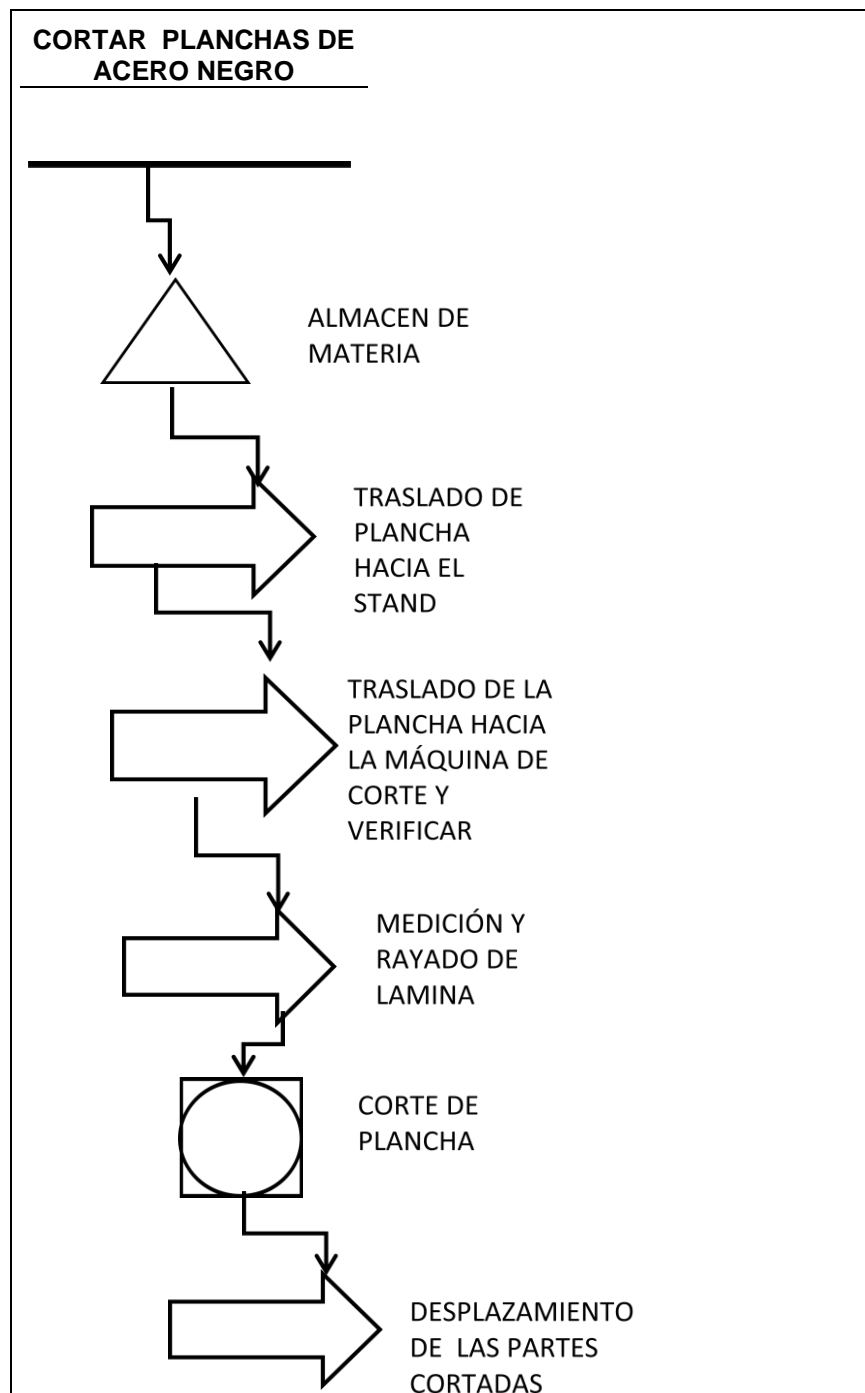 CORTAR PLANCHAS DE
ACERO NEGRO
ALMACEN DE
MATERIA
TRASLADO DE
PLANCHA
HACIA EL
STAND
TRASLADO DE LA
PLANCHA HACIA
LA MÁQUINA DE
CORTE Y
VERIFICAR
MEDICIÓN Y
RAYADO DE
LAMINA
CORTE DE
PLANCHA
DESPLAZAMIENTO
DE LAS PARTES
CORTADAS